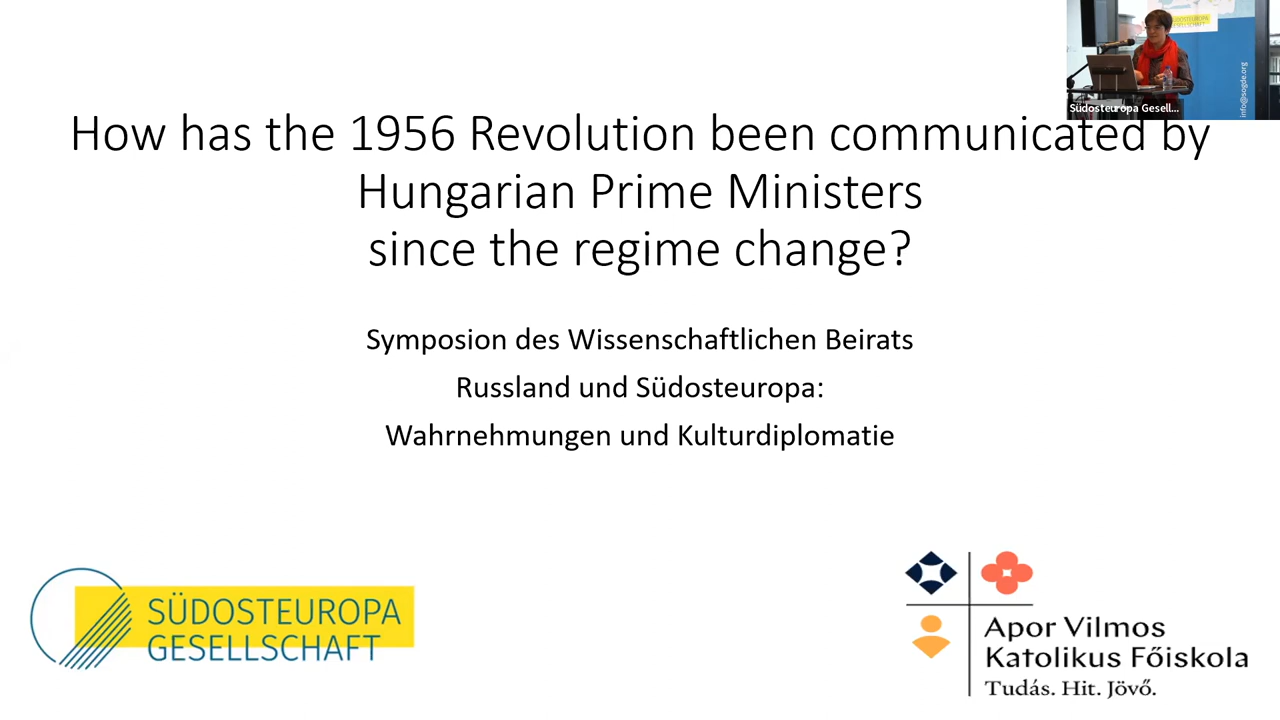 SÜDOSTEUROPA
info@sogde.org
Südosteuropa Gesell...
How has the 1956 Revolution been communicated by
Hungarian Prime Ministers
since the regime change?
Symposion des Wissenschaftlichen Beirats
Russland und Südosteuropa:
Wahrnehmungen und Kulturdiplomatie
SÜDOSTEUROPA
GESELLSCHAFT
Apor Vilmos
Katolikus Főiskola
Tudás. Hit. Jövő.